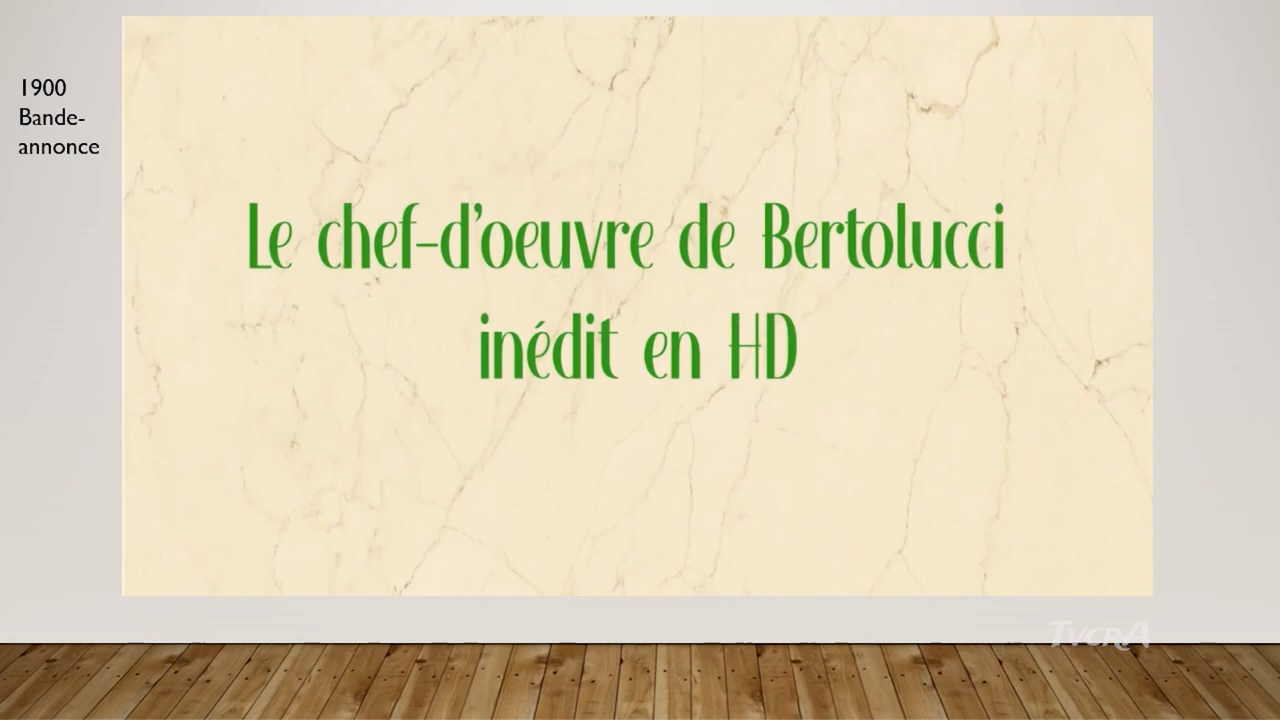 1900
Bande-
annonce
Le chef-d'oeuvre de Bertolucci
inédit en HD
TVCRA